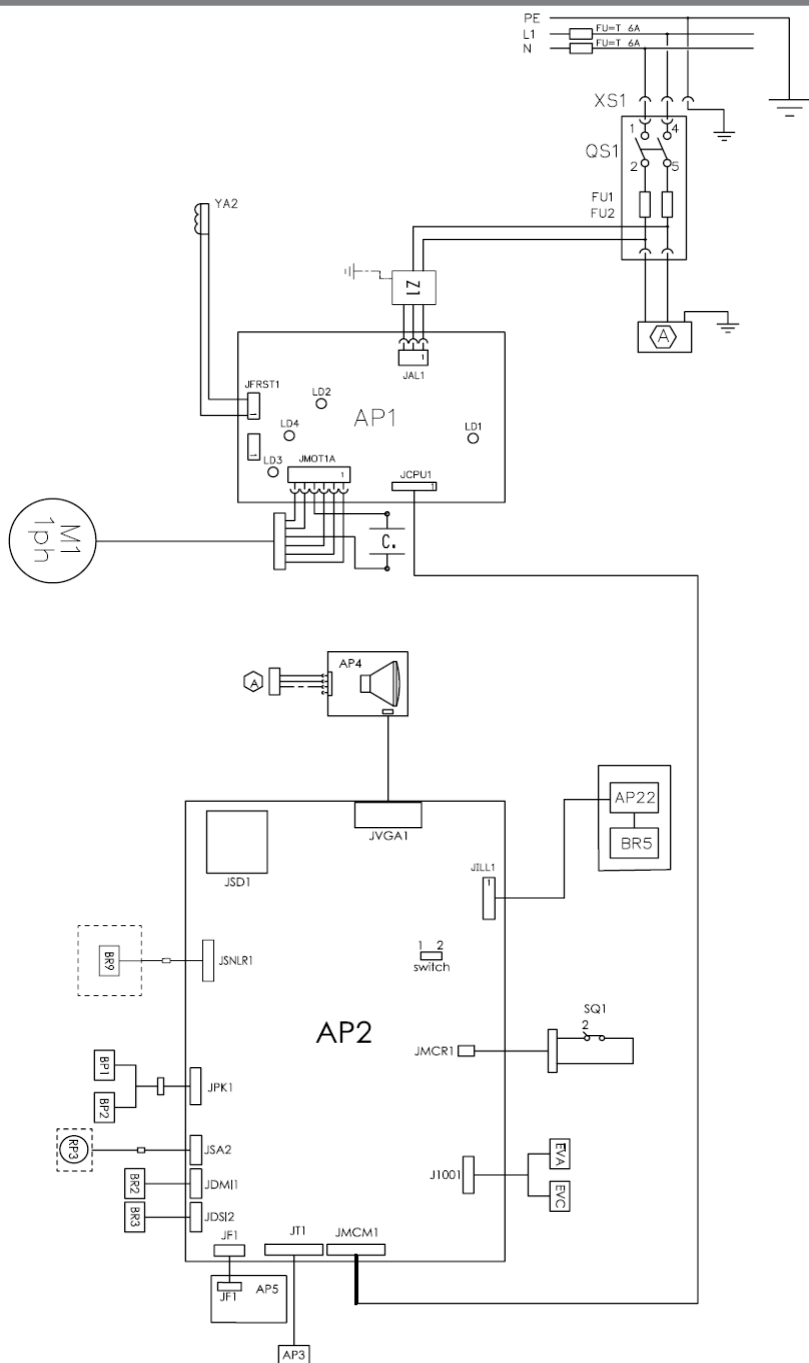 PE
L1
N
FU=T 6A
FU=T 6A
XS1
1
4
QS1
2
5
FU1
FU2
YA2
Z1
A
1
JAL1
JFRST1
1
LD2
AP1
LD4
LD1
1
LD3
JMOT1A
1
JCPU1
1
M1
1ph
C.
AP4
A
JVGA1
AP22
BR5
JSD1
JILL1
1
BR9
JSNLR1
1 2
switch
AP2
SQ1
2
JMCR1
BP1
BP2
JPK1
RP3
JSA2
EVA
EVC
J1001
BR2
JDMI1
BR3
JDSI2
JF1
JT1
JMCM1
JF1
AP5
AP3